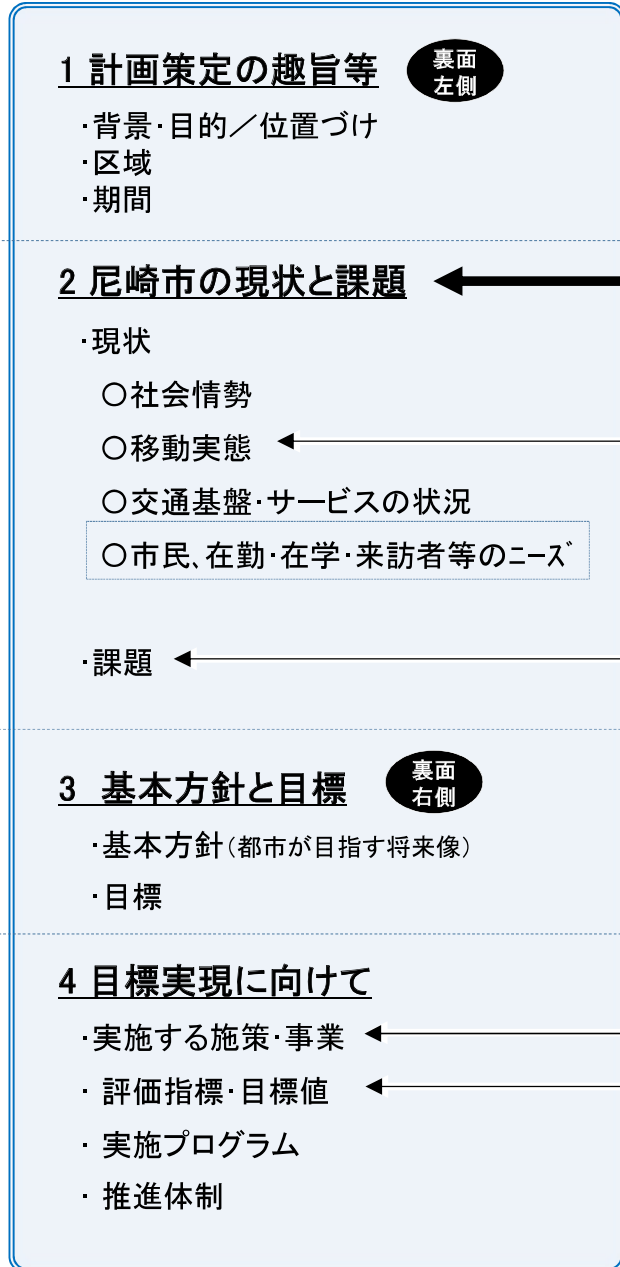 1 計画策定の趣旨等
裏面
左側
･背景･目的／位置づけ
･区域
･期間
2 尼崎市の現状と課題
･現状
○社会情勢
○移動実態
○交通基盤･サービスの状況
○市民、在勤･在学･来訪者等のﾆｰｽﾞ
･課題
3 基本方針と目標
裏面
右側
･基本方針（都市が目指す将来像）
･目標
4 目標実現に向けて
･実施する施策･事業
･ 評価指標･目標値
･ 実施プログラム
･ 推進体制